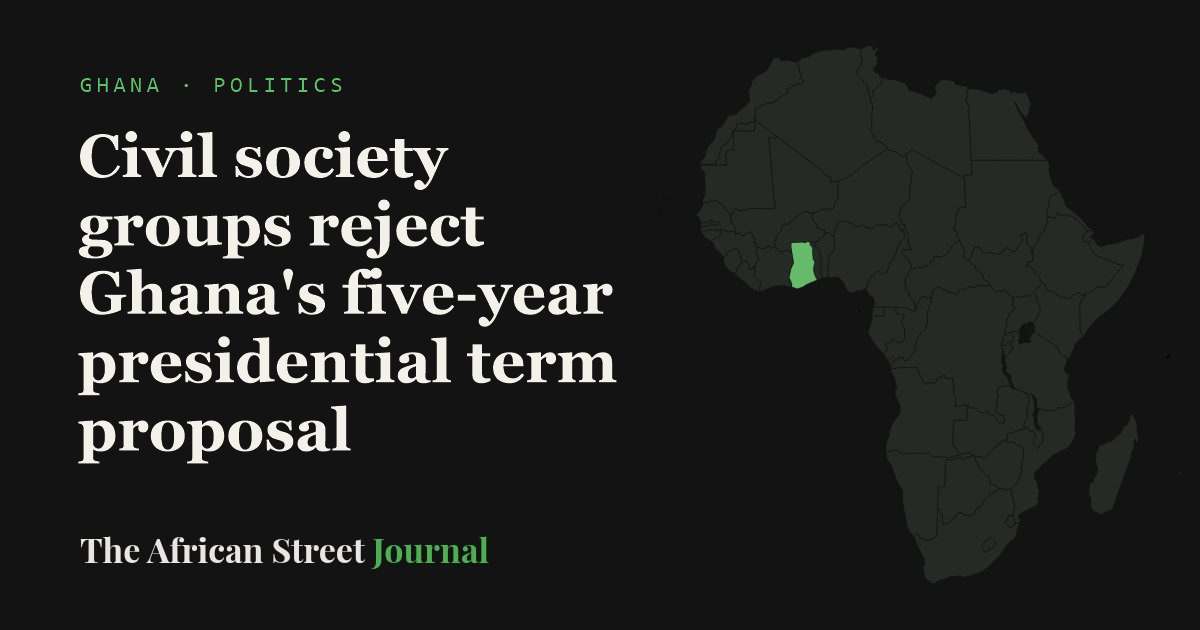 GHANA · POLITICS
Civil society
groups reject
Ghana's five-year
presidential term
proposal
The African Street Journal